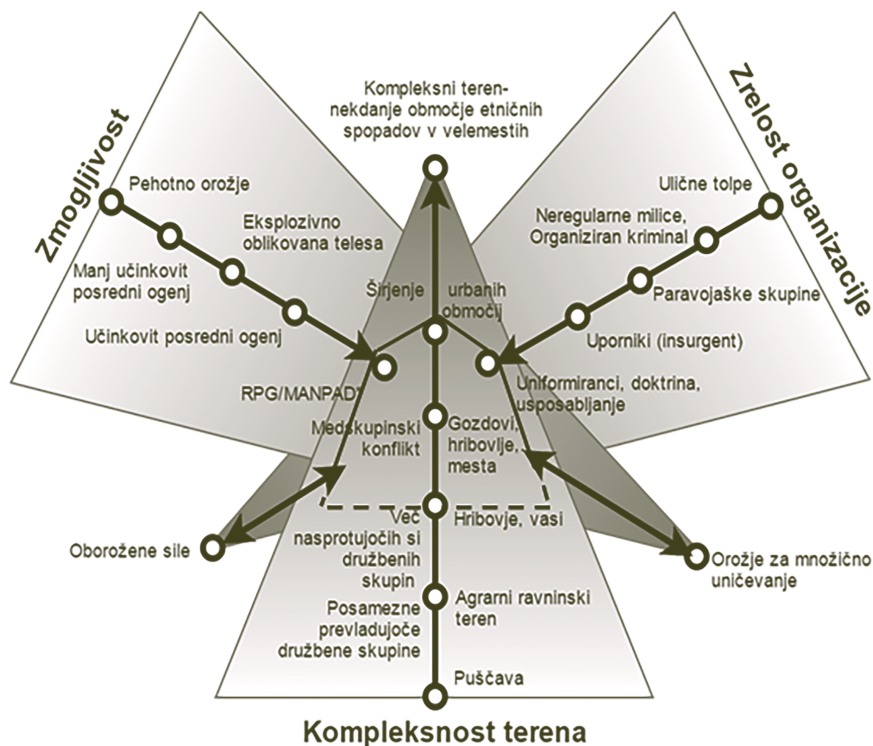 Kompleksni teren-
nekdanje območje etničnih
spopadov v velemestih
Zmogljivost
Pehotno orožje
Eksplozivno
oblikovana telesa
Manj učinkovit
posredni ogenj
Učinkovit posredni ogenj
RPG/MANPAD*
Oborožene sile
Zrelost organizacije
Ulične tolpe
Neregularne milice,
Organiziran kriminal
Paravojaške skupine
Uporniki (insurgent)
Uniformiranci, doktrina,
usposabljanje
Orožje za množično
uničevanje
Širjenje urbanih
območij
Medskupinski
konflikt
Gozdovi,
hribovlje,
mesta
Več
nasprotujočih si
družbenih
skupin
Hribovje, vasi
Posamezne
prevladujoče
družbene skupine
Agrarni ravninski
teren
Puščava
Kompleksnost terena